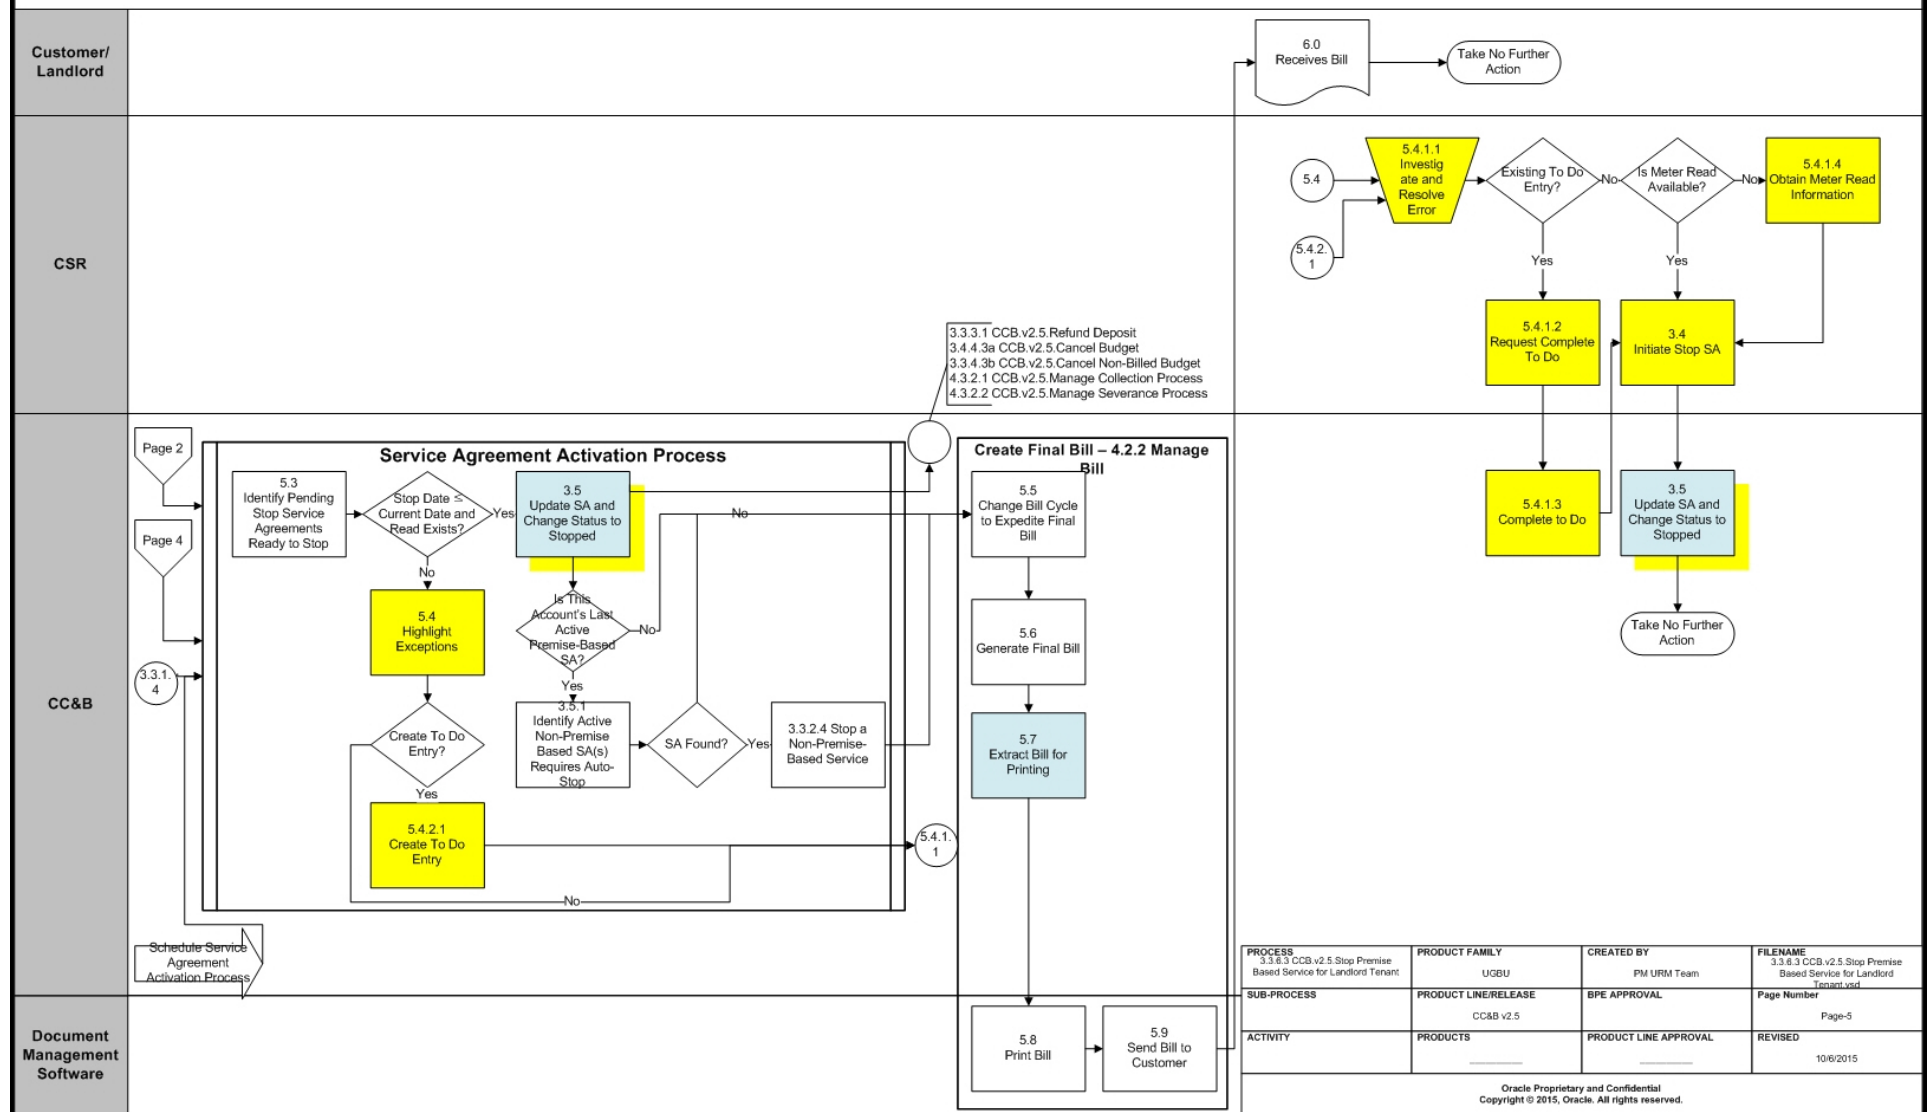 Customer/
Landlord
6.0
Receives Bill
Take No Further
Action
CSR
5.4
5.4.2.
1
5.4.1.1
Investig
ate and
Resolve
Error
Existing To Do
Entry?
No
Is Meter Read
Available?
No
5.4.1.4
Obtain Meter Read
Information
Yes
Yes
5.4.1.2
Request Complete
To Do
3.4
Initiate Stop SA
3.3.3.1 CCB.v2.5.Refund Deposit
3.4.4.3a CCB.v2.5.Cancel Budget
3.3.4.3b CCB.v2.5.Cancel Non-Billed Budget
4.3.2.1 CCB.v2.5.Manage Collection Process
4.3.2.2 CCB.v2.5.Manage Severance Process
CC&B
Page 2
Page 4
3.3.1.
4
Schedule Service
Agreement
Activation Process
Service Agreement Activation Process
5.3
Identify Pending
Stop Service
Agreements
Ready to Stop
Stop Date ≤
Current Date and
Read Exists?
Yes
3.5
Update SA and
Change Status to
Stopped
No
No
5.4
Highlight
Exceptions
Is This
Account's Last
Active
Premise-Based
SA?
No
Yes
Create To Do
Entry?
3.5.1
Identify Active
Non-Premise
Based SA(s)
Requires Auto-
Stop
SA Found?
Yes
3.3.2.4 Stop a
Non-Premise-
Based Service
Yes
5.4.2.1
Create To Do
Entry
No
5.4.1.
1
Create Final Bill – 4.2.2 Manage
Bill
5.5
Change Bill Cycle
to Expedite Final
Bill
5.6
Generate Final Bill
5.7
Extract Bill for
Printing
5.4.1.3
Complete to Do
3.5
Update SA and
Change Status to
Stopped
Take No Further
Action
Document
Management
Software
5.8
Print Bill
5.9
Send Bill to
Customer
PROCESS
3.3.6.3 CCB.v2.5.Stop Premise
Based Service for Landlord Tenant
PRODUCT FAMILY
UGBU
CREATED BY
PM URM Team
FILENAME
3.3.6.3 CCB.v2.5.Stop Premise
Based Service for Landlord
Tenant.vsd
SUB-PROCESS
PRODUCT LINE/RELEASE
CC&B v2.5
BPE APPROVAL
Page Number
Page-5
ACTIVITY
PRODUCTS
PRODUCT LINE APPROVAL
REVISED
10/6/2015
Oracle Proprietary and Confidential
Copyright © 2015, Oracle. All rights reserved.